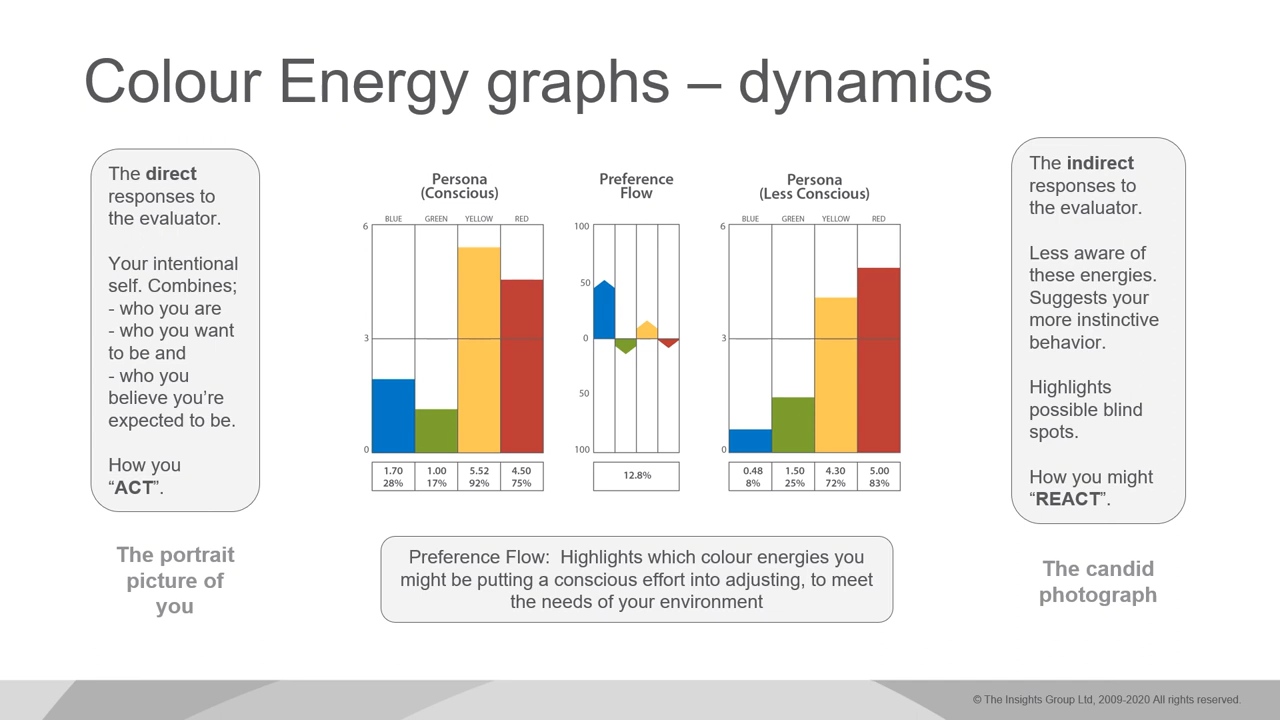 Colour Energy graphs – dynamics
The direct
responses to
the evaluator.
Your intentional
self. Combines;
- who you are
- who you want
to be and
- who you
believe you’re
expected to be.
How you
“ACT”.
The portrait
picture of
you
Persona
(Conscious)
BLUE GREEN YELLOW RED
6
3
0
1.70 1.00 5.52 4.50
28% 17% 92% 75%
Preference
Flow
100
50
0
50
100
12.8%
Persona
(Less Conscious)
BLUE GREEN YELLOW RED
6
3
0
0.48 1.50 4.30 5.00
8% 25% 72% 83%
Preference Flow: Highlights which colour energies you
might be putting a conscious effort into adjusting, to meet
the needs of your environment
The indirect
responses to
the evaluator.
Less aware of
these energies.
Suggests your
more instinctive
behavior.
Highlights
possible blind
spots.
How you might
“REACT”.
The candid
photograph
© The Insights Group Ltd, 2009-2020 All rights reserved.